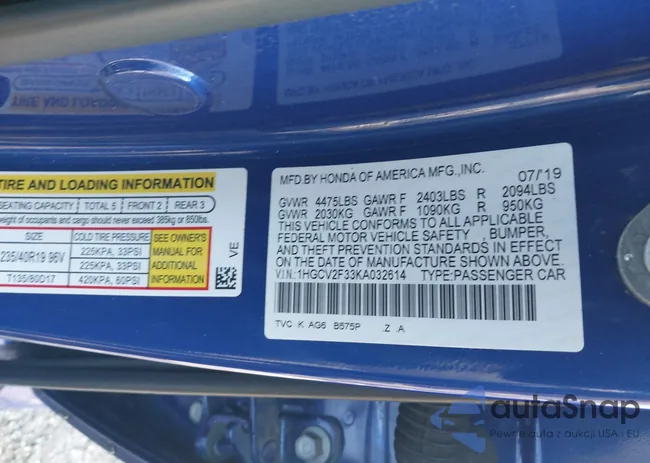 TIRE AND LOADING INFORMATION
SEATING CAPACITY TOTAL 5 FRONT 2 REAR 3
weight of occupants and cargo should never exceed 385kg or 850lbs.
SIZE COLD TIRE PRESSURE SEE OWNER'S
235/40R19 96V 225KPA, 33PSI MANUAL FOR
225KPA, 33PSI ADDITIONAL
T135/80D17 420KPA, 60PSI INFORMATION
VE
MFD.BY HONDA OF AMERICA MFG.,INC. 07/19
GVWR 4475LBS GAWR F 2403LBS R 2094LBS
GVWR 2030KG GAWR F 1090KG R 950KG
THIS VEHICLE CONFORMS TO ALL APPLICABLE
FEDERAL MOTOR VEHICLE SAFETY , BUMPER,
AND THEFT PREVENTION STANDARDS IN EFFECT
ON THE DATE OF MANUFACTURE SHOWN ABOVE.
V.I.N:1HGCV2F33KA032614 TYPE:PASSENGER CAR
TVC K AG6 B575P .Z .A
autaSnap
Pewne auta z aukcji USA i EU